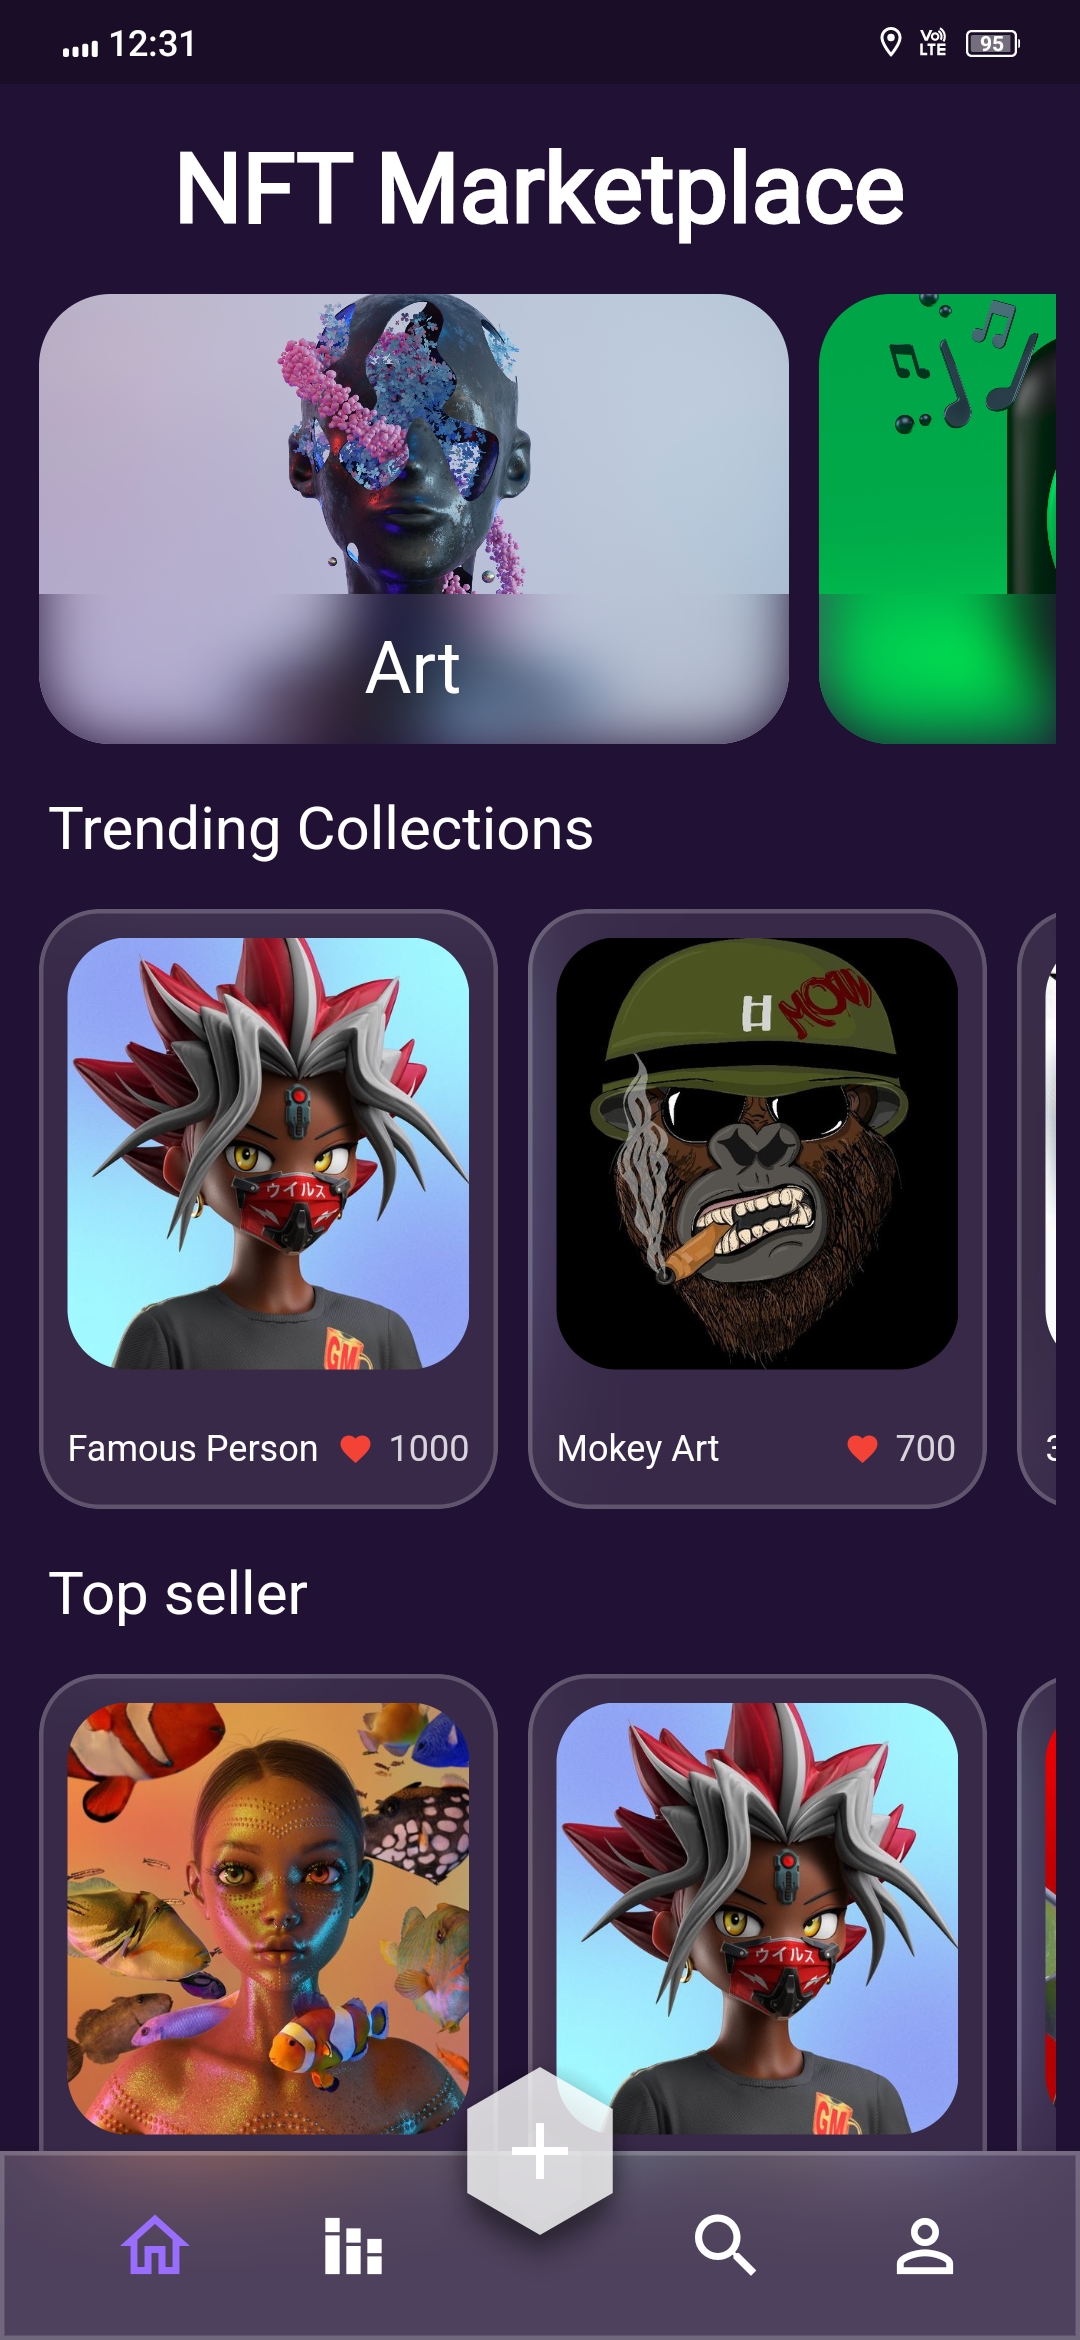 12:31
Vo) LTE
95
NFT Marketplace
Art
Trending Collections
MOW
ウイルス
GM
Famous Person 1000
Mokey Art 700
3
Top seller
ウイルス
GM